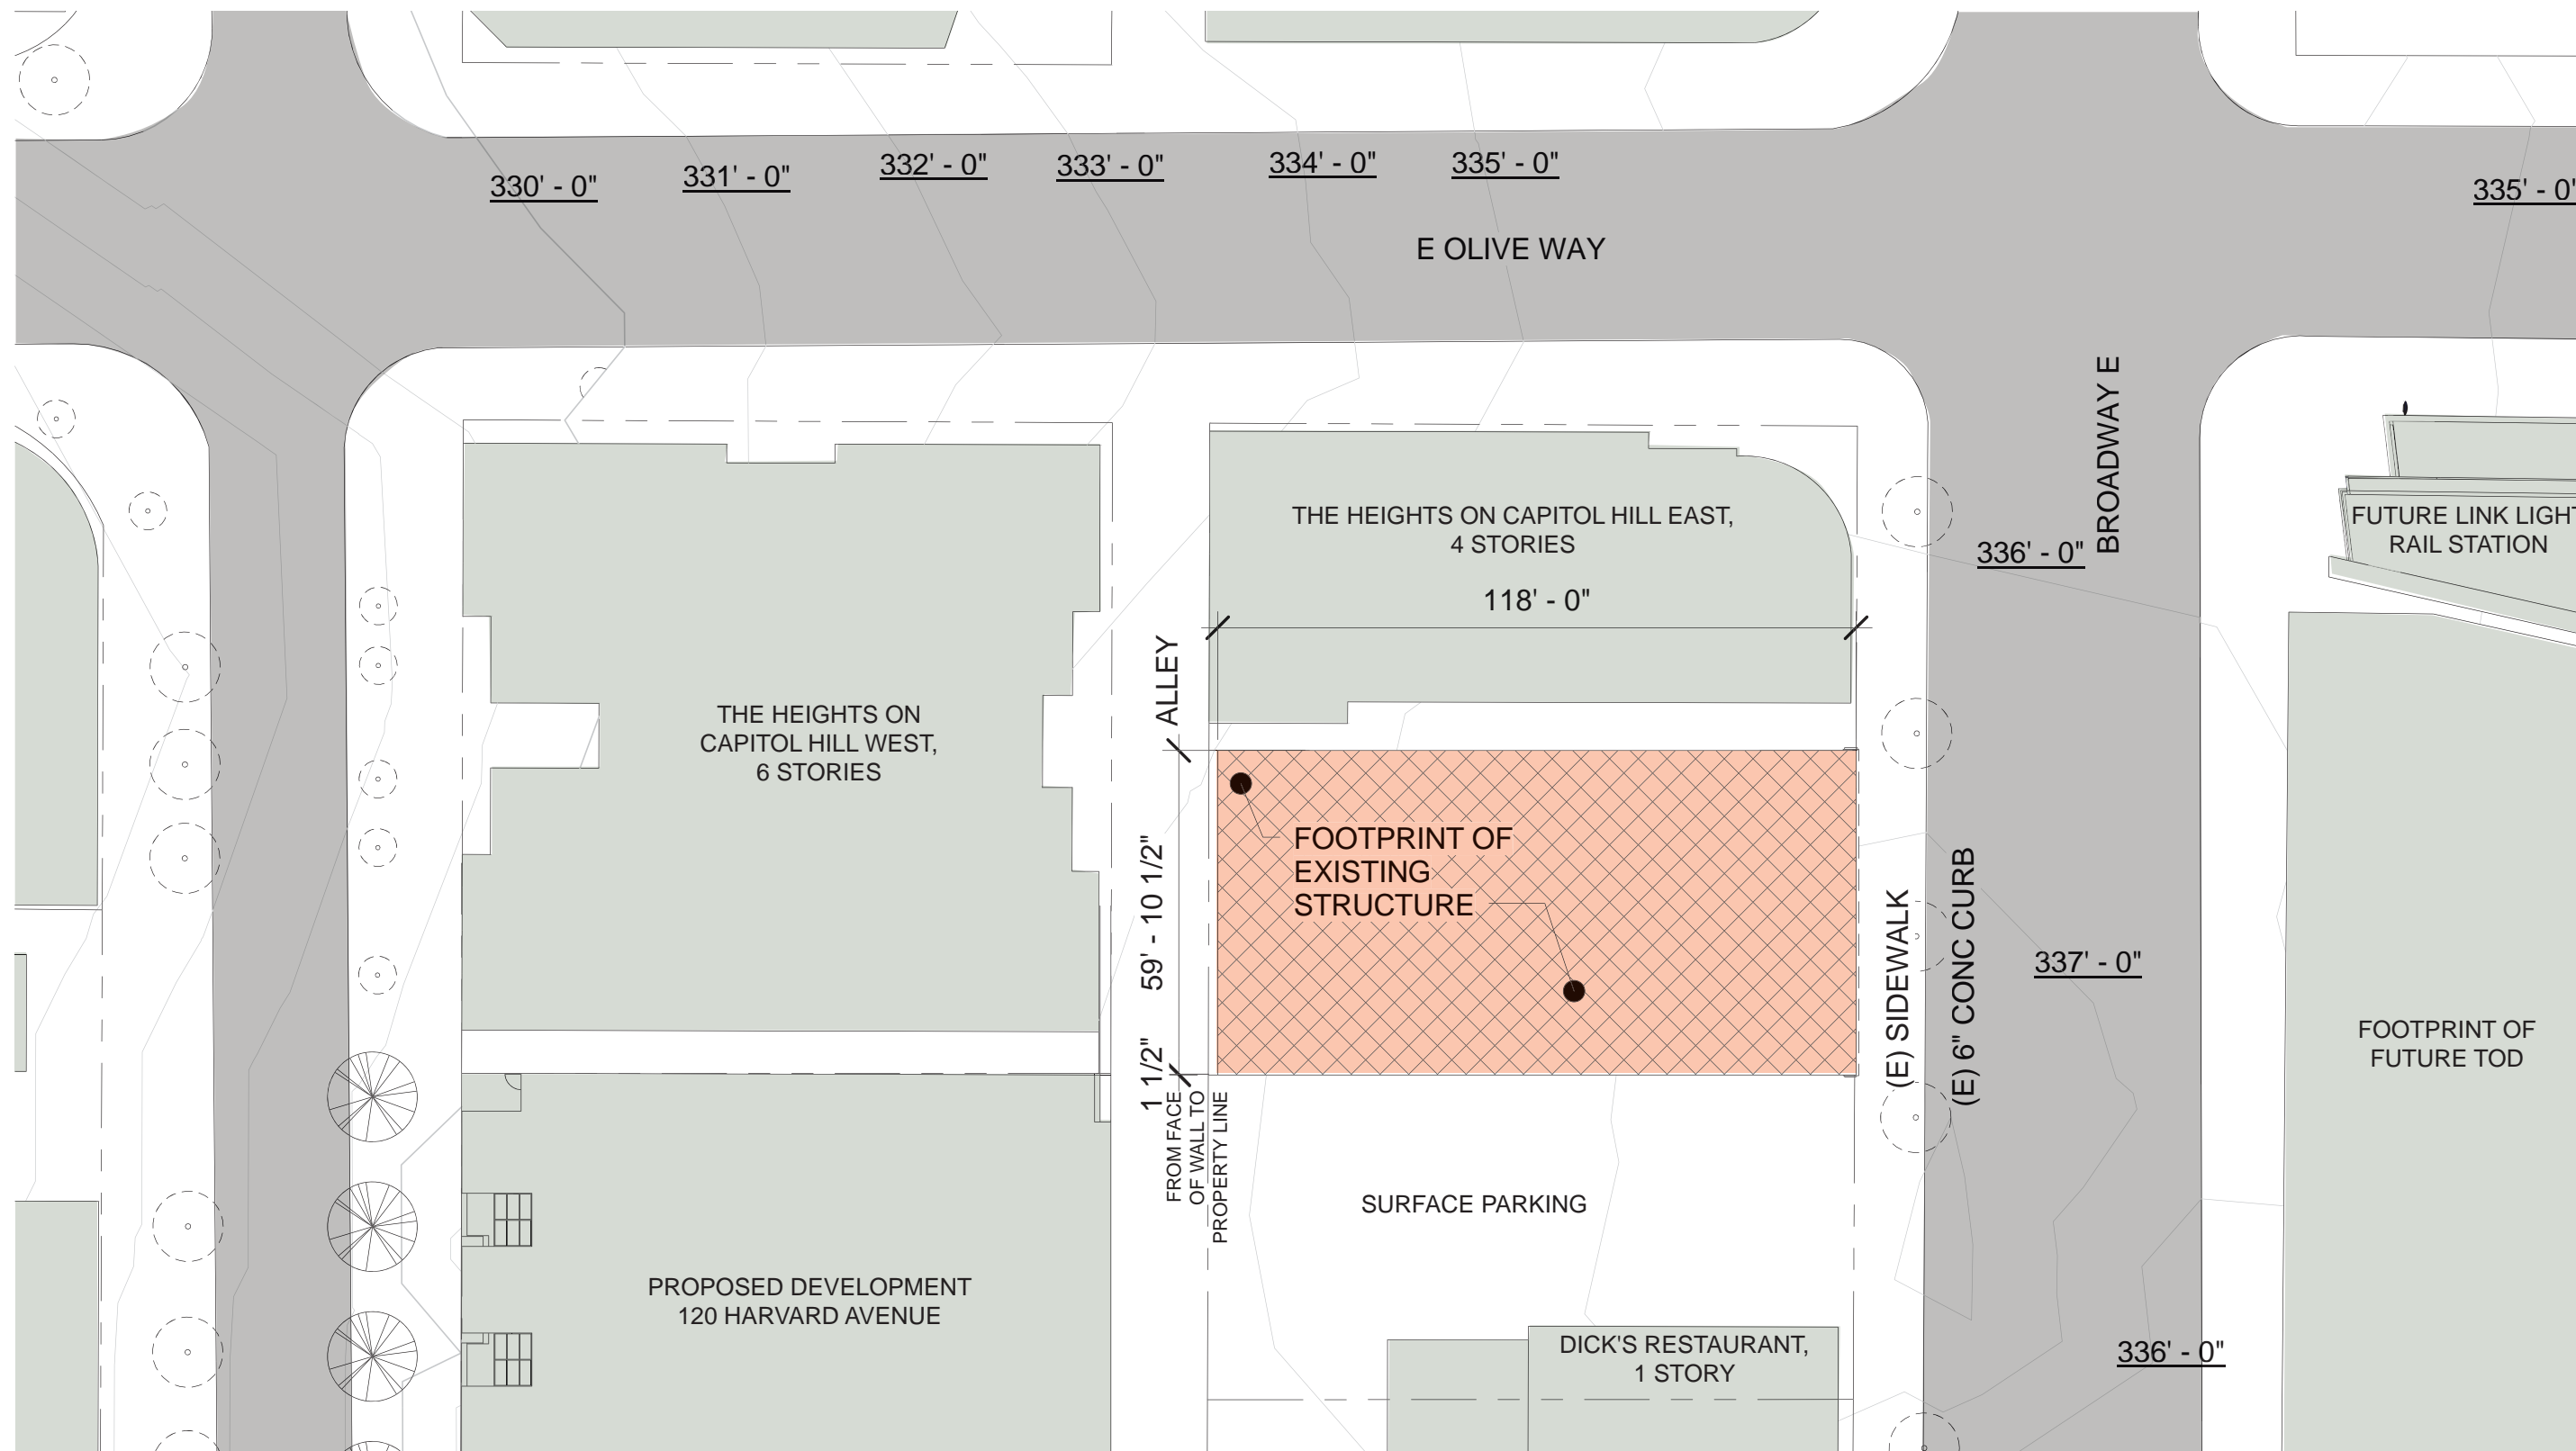 330' - 0"
331' - 0"
332' - 0"
333' - 0"
334' - 0"
335' - 0"
335' - 0"
E OLIVE WAY
BROADWAY E
THE HEIGHTS ON CAPITOL HILL EAST,
4 STORIES
336' - 0"
FUTURE LINK LIGHT
RAIL STATION
118' - 0"
ALLEY
THE HEIGHTS ON
CAPITOL HILL WEST,
6 STORIES
FOOTPRINT OF
EXISTING
STRUCTURE
59' - 10 1/2"
1 1/2"
FROM FACE
OF WALL TO
PROPERTY LINE
(E) SIDEWALK
(E) 6" CONC CURB
337' - 0"
FOOTPRINT OF
FUTURE TOD
SURFACE PARKING
PROPOSED DEVELOPMENT
120 HARVARD AVENUE
DICK'S RESTAURANT,
1 STORY
336' - 0"